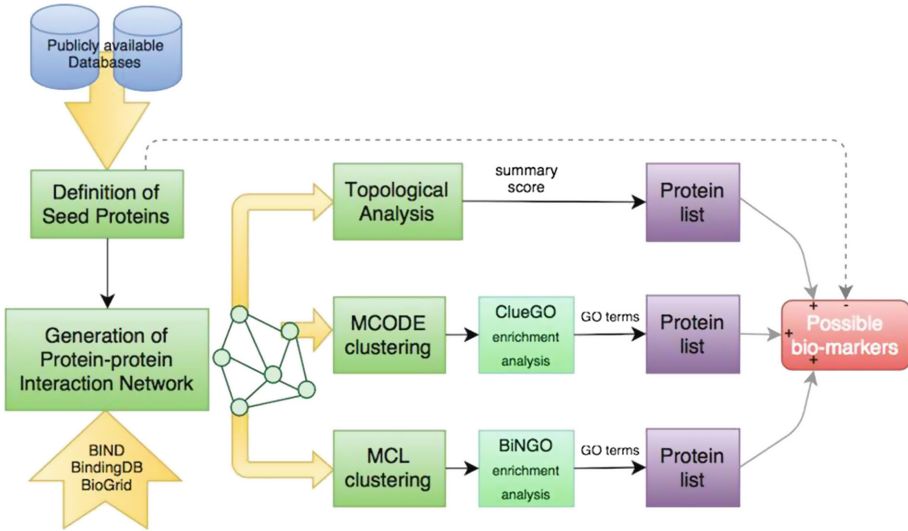 Publicly available
Databases
Definition of
Seed Proteins
Generation of
Protein-protein
Interaction Network
BIND
BindingDB
BioGrid
Topological
Analysis
summary
score
Protein
list
MCODE
clustering
ClueGO
enrichment
analysis
GO terms
Protein
list
MCL
clustering
BiNGO
enrichment
analysis
GO terms
Protein
list
+ -
+
+
Possible
bio-markers